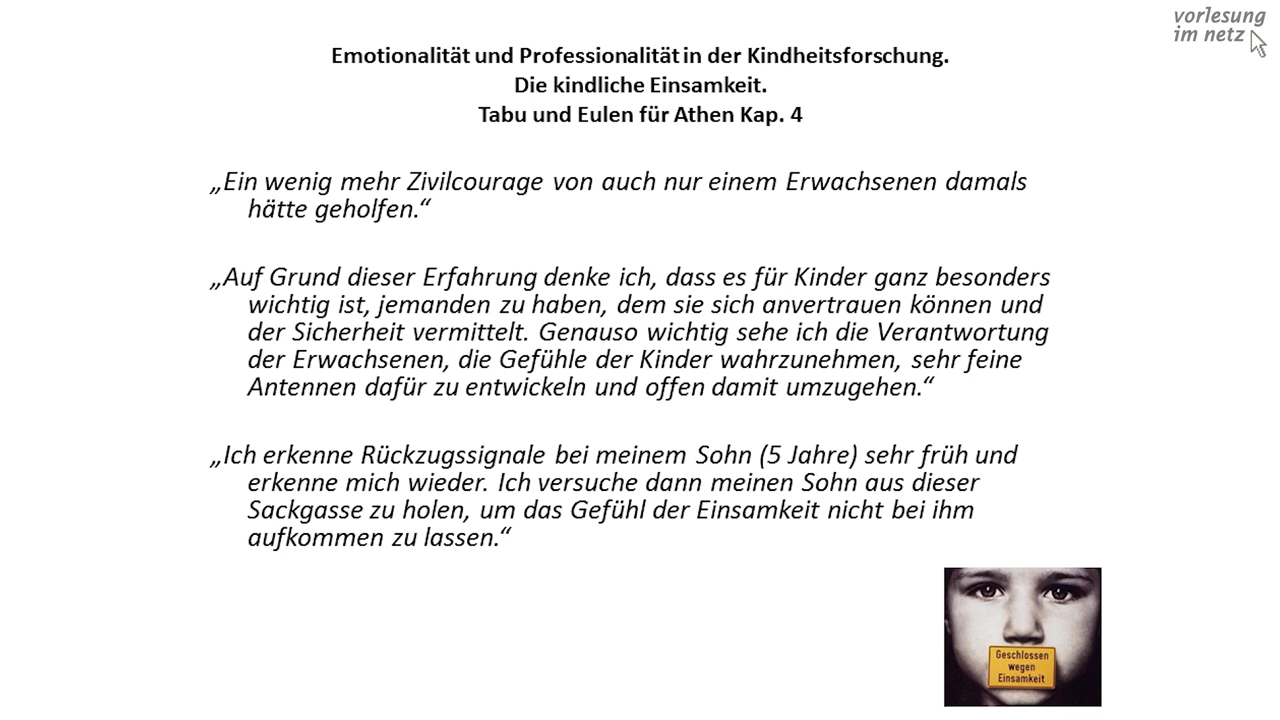 vorlesung
im netz
Emotionalität und Professionalität in der Kindheitsforschung.
Die kindliche Einsamkeit.
Tabu und Eulen für Athen Kap. 4
„Ein wenig mehr Zivilcourage von auch nur einem Erwachsenen damals
hätte geholfen.“
„Auf Grund dieser Erfahrung denke ich, dass es für Kinder ganz besonders
wichtig ist, jemanden zu haben, dem sie sich anvertrauen können und
der Sicherheit vermittelt. Genauso wichtig sehe ich die Verantwortung
der Erwachsenen, die Gefühle der Kinder wahrzunehmen, sehr feine
Antennen dafür zu entwickeln und offen damit umzugehen.“
„Ich erkenne Rückzugssignale bei meinem Sohn (5 Jahre) sehr früh und
erkenne mich wieder. Ich versuche dann meinen Sohn aus dieser
Sackgasse zu holen, um das Gefühl der Einsamkeit nicht bei ihm
aufkommen zu lassen.“
Geschlossen
wegen
Einsamkeit